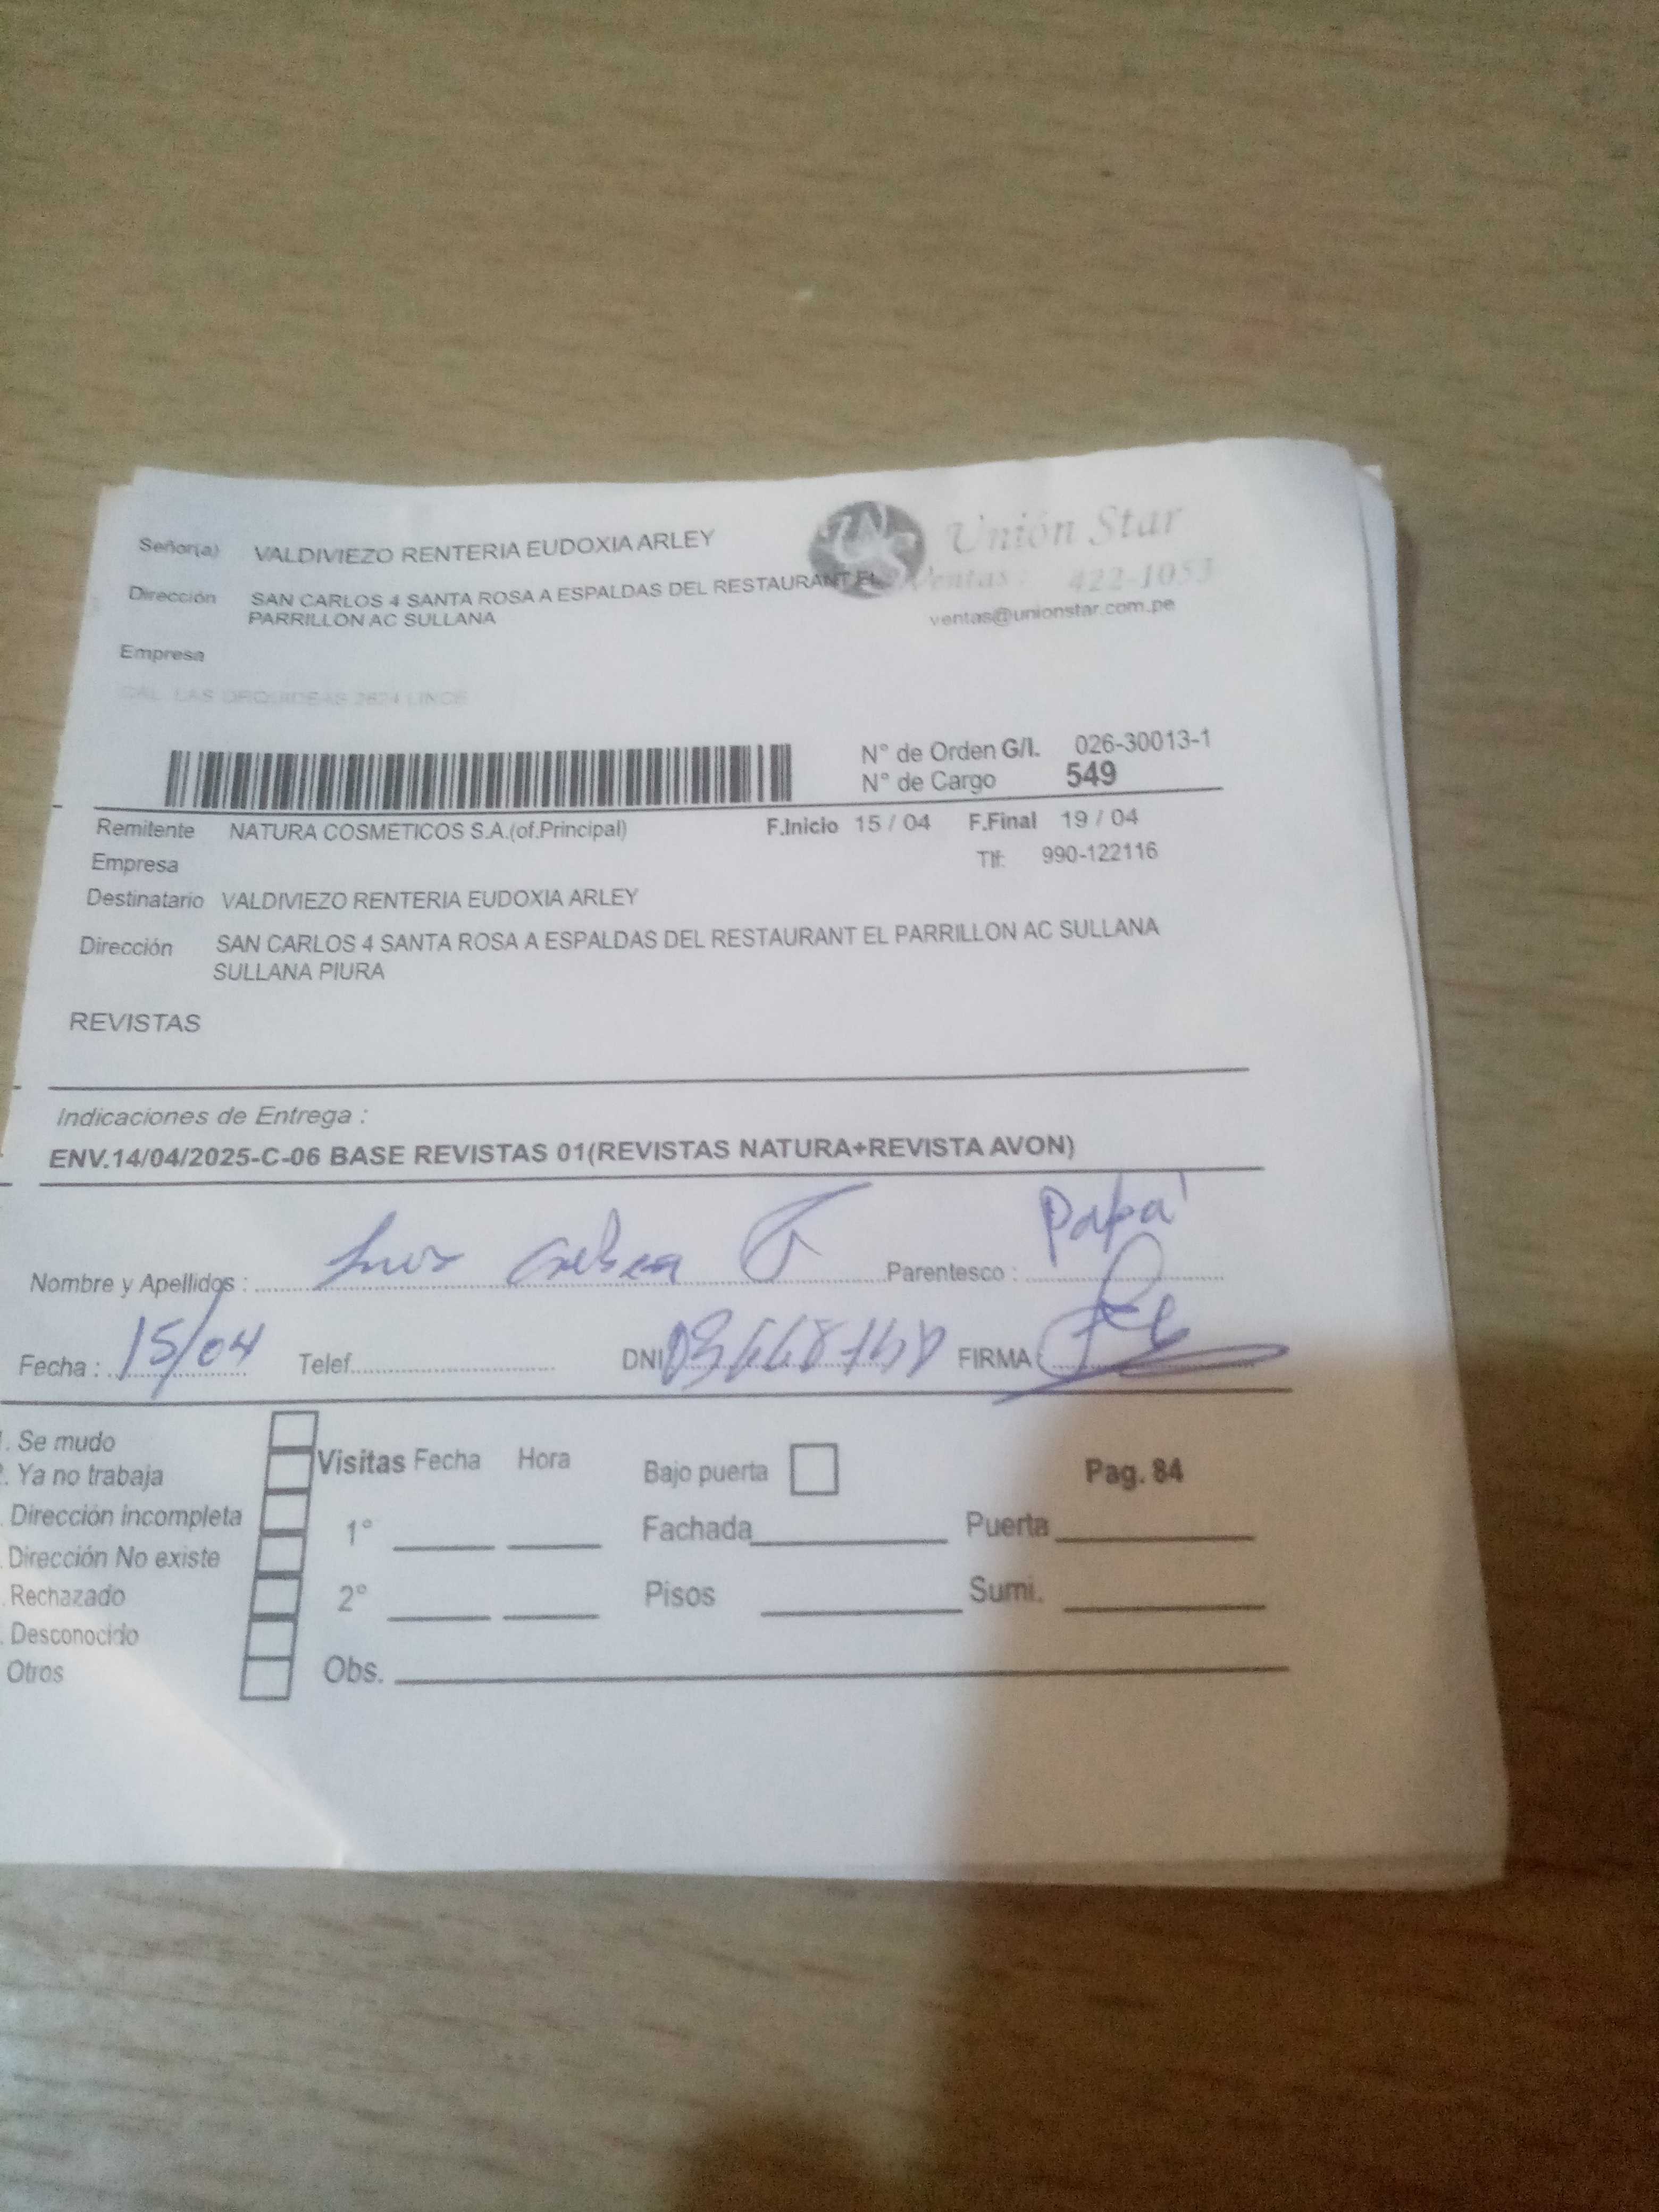 Señor(a) VALDIVIEZO RENTERIA EUDOXIA ARLEY
Unión Star
Dirección SAN CARLOS 4 SANTA ROSA A ESPALDAS DEL RESTAURANT EL
PARRILLON AC SULLANA
Ventas: 422-1053
ventas@unionstar.com.pe
Empresa
CAL. LAS ORQUIDEAS 2624 LINCE
N° de Orden G/I. 026-30013-1
N° de Cargo 549
Remitente NATURA COSMETICOS S.A.(of.Principal) F.Inicio 15 / 04 F.Final 19 / 04
Empresa Tlf: 990-122116
Destinatario VALDIVIEZO RENTERIA EUDOXIA ARLEY
Dirección SAN CARLOS 4 SANTA ROSA A ESPALDAS DEL RESTAURANT EL PARRILLON AC SULLANA
SULLANA PIURA
REVISTAS
Indicaciones de Entrega :
ENV.14/04/2025-C-06 BASE REVISTAS 01(REVISTAS NATURA+REVISTA AVON)
Nombre y Apellidos : Luis Parentesco : Papá
Fecha : 15/04 Telef. DNI FIRMA
. Se mudo
. Ya no trabaja
. Dirección incompleta
. Dirección No existe
. Rechazado
. Desconocido
Otros
Visitas Fecha Hora
1°
2°
Bajo puerta Pag. 84
Fachada Puerta
Pisos Sumi.
Obs.